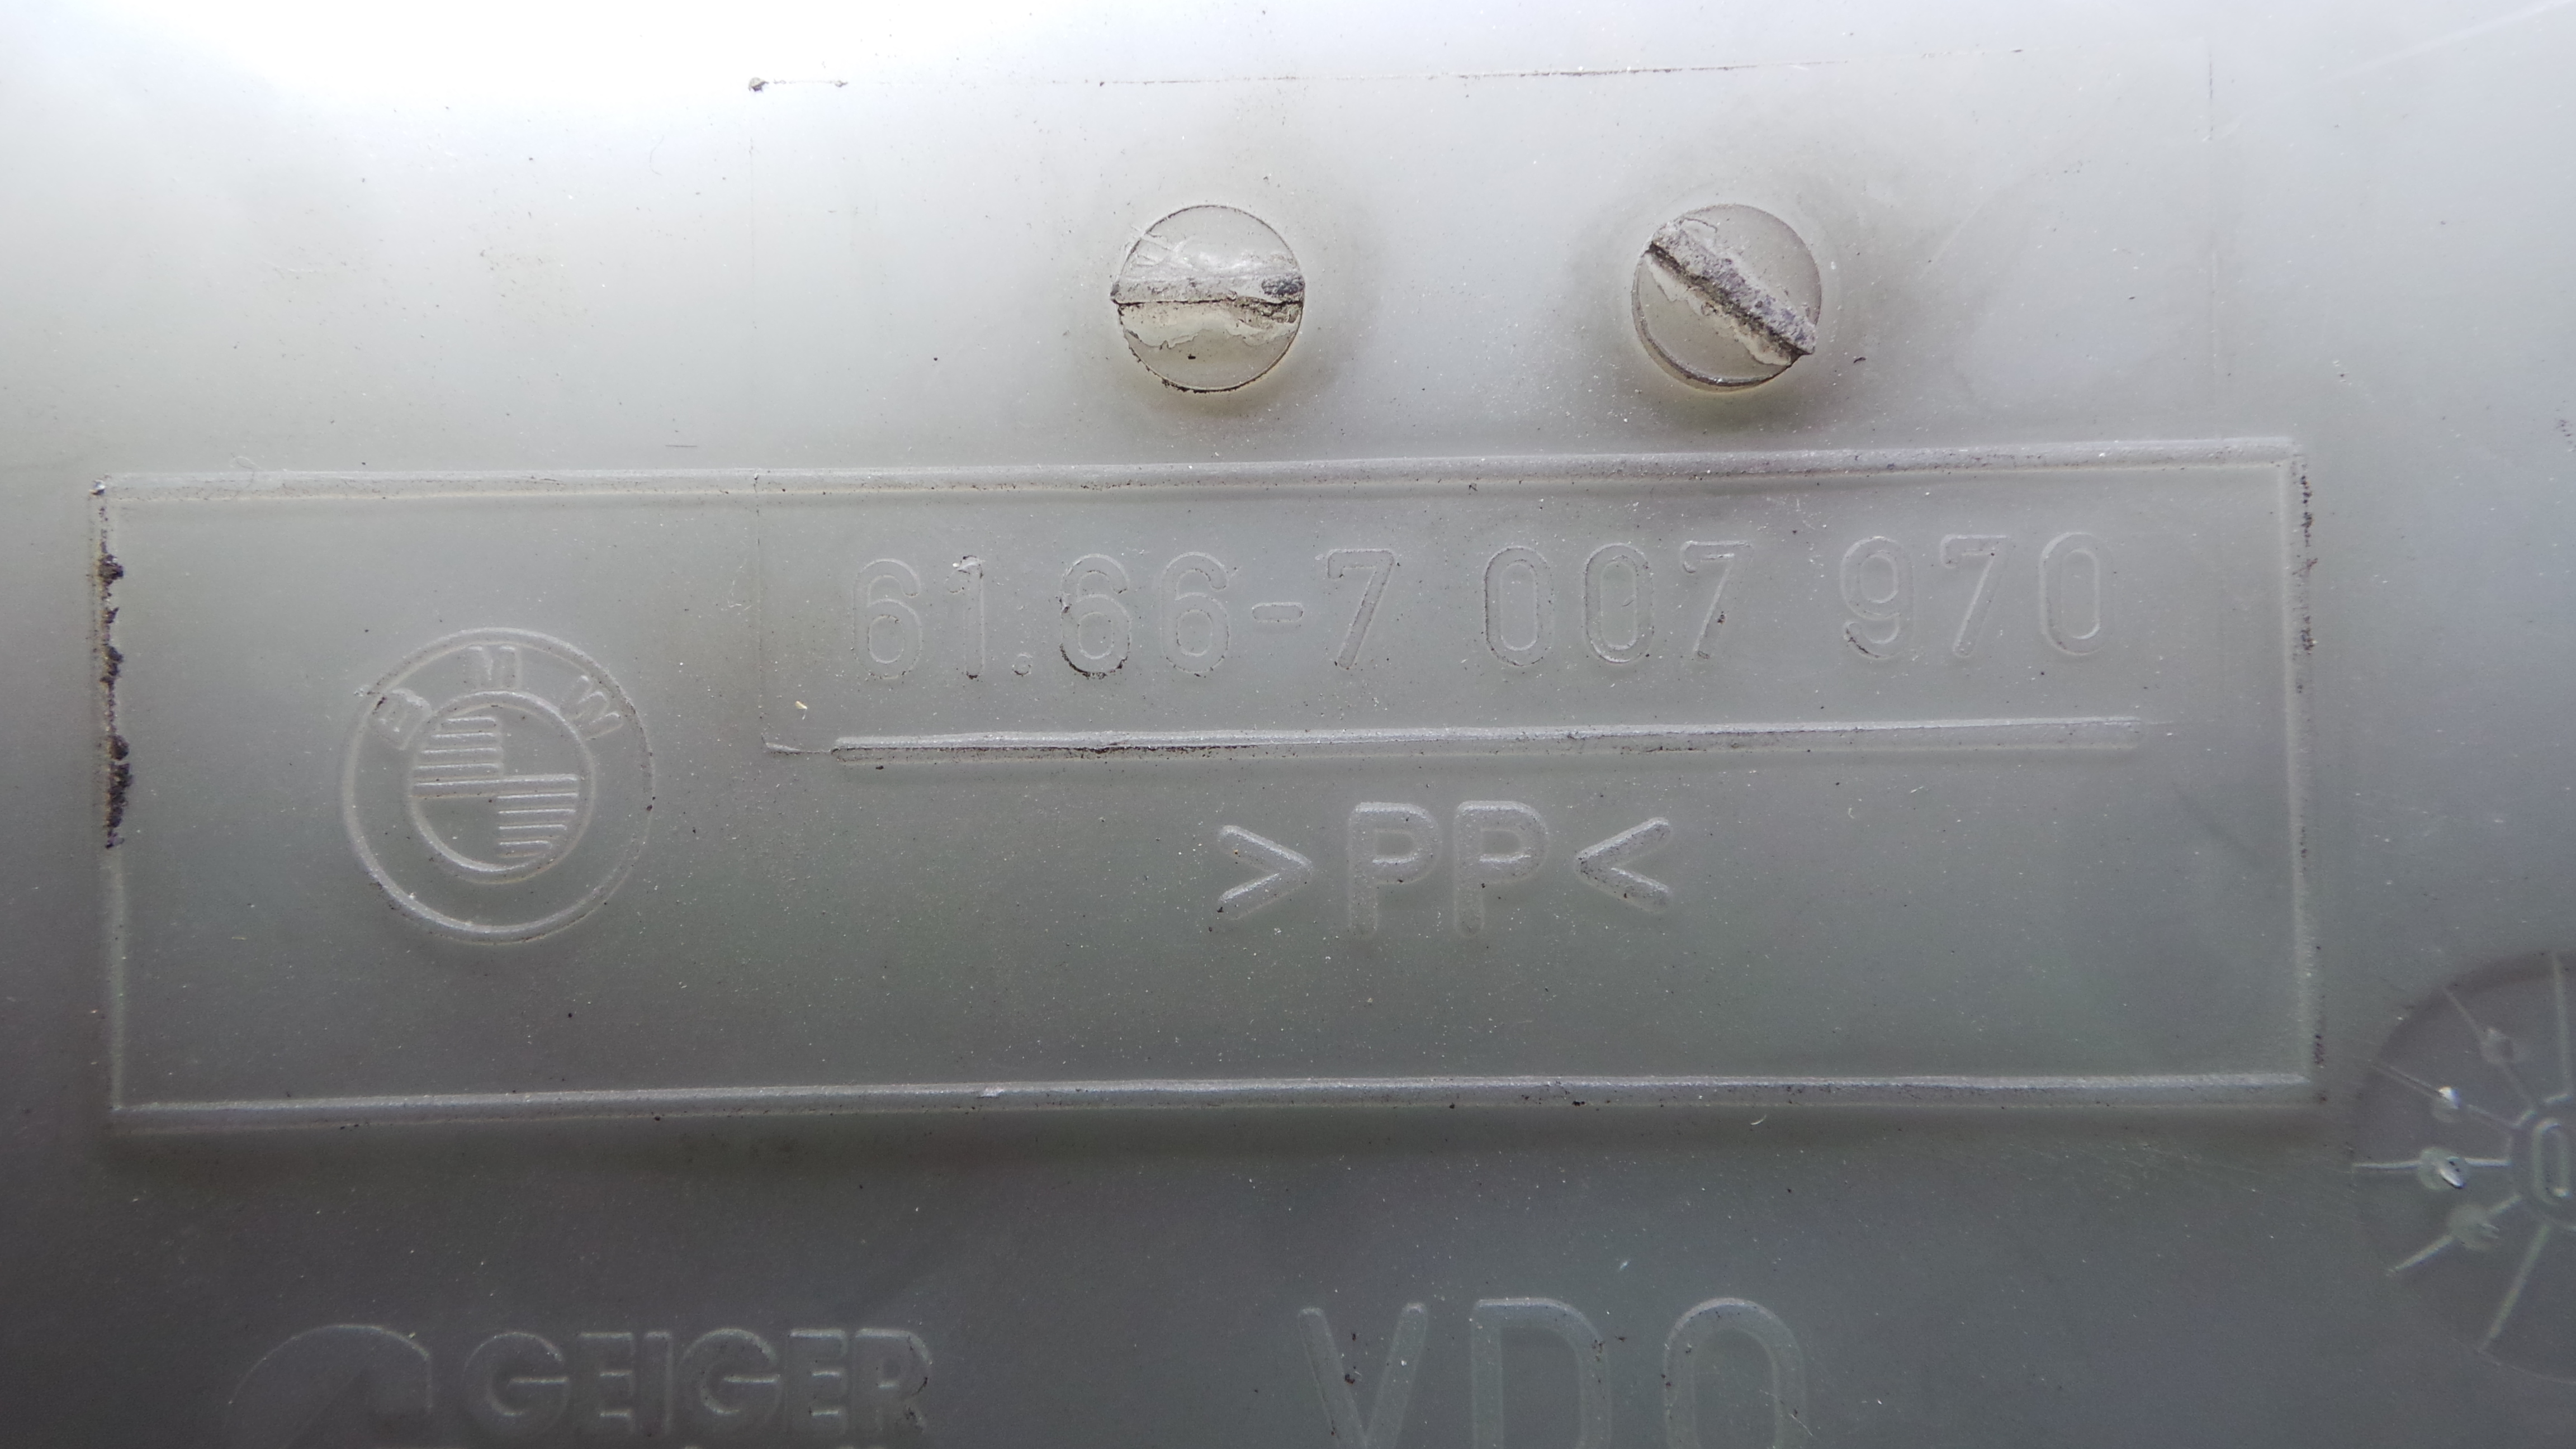 61.66-7 007 970
BMW
>PP<
GEIGER
VDO